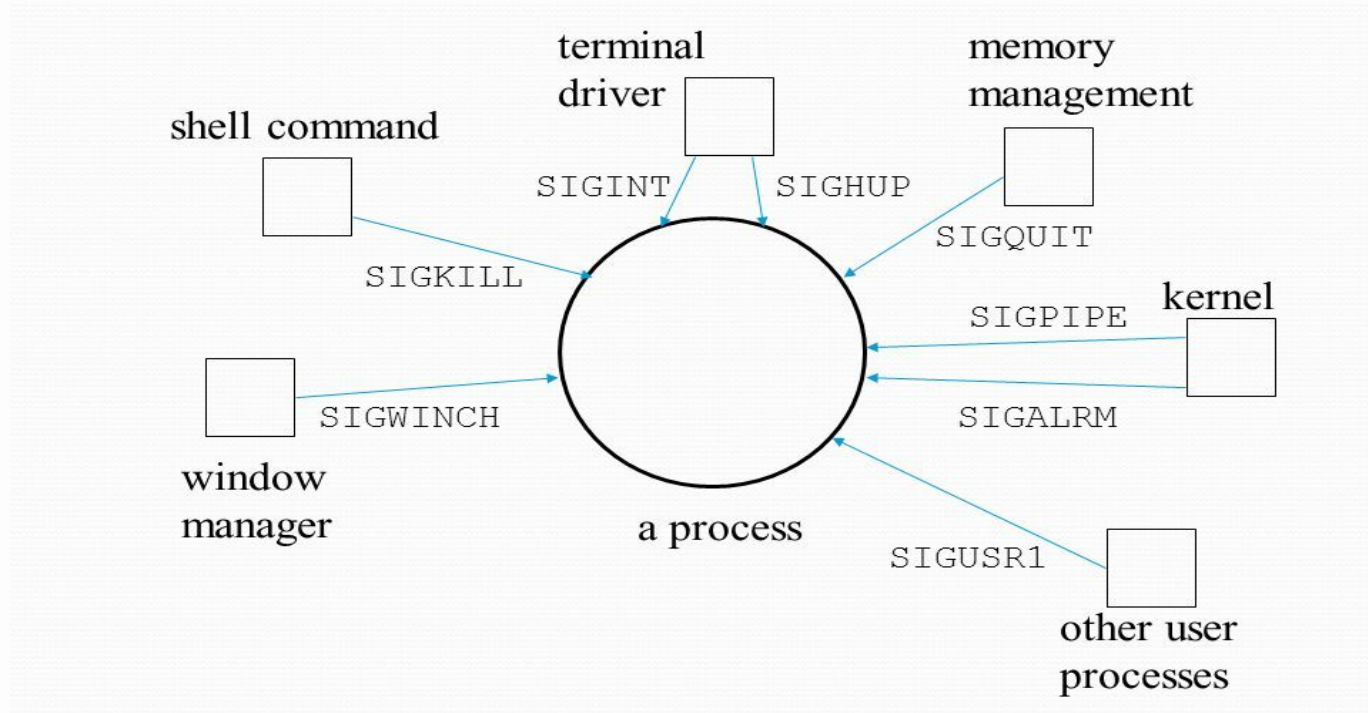 terminal
driver
memory
management
shell command
SIGINT
SIGHUP
SIGQUIT
SIGKILL
kernel
SIGPIPE
SIGWINCH
SIGALRM
window
manager
a process
SIGUSR1
other user
processes